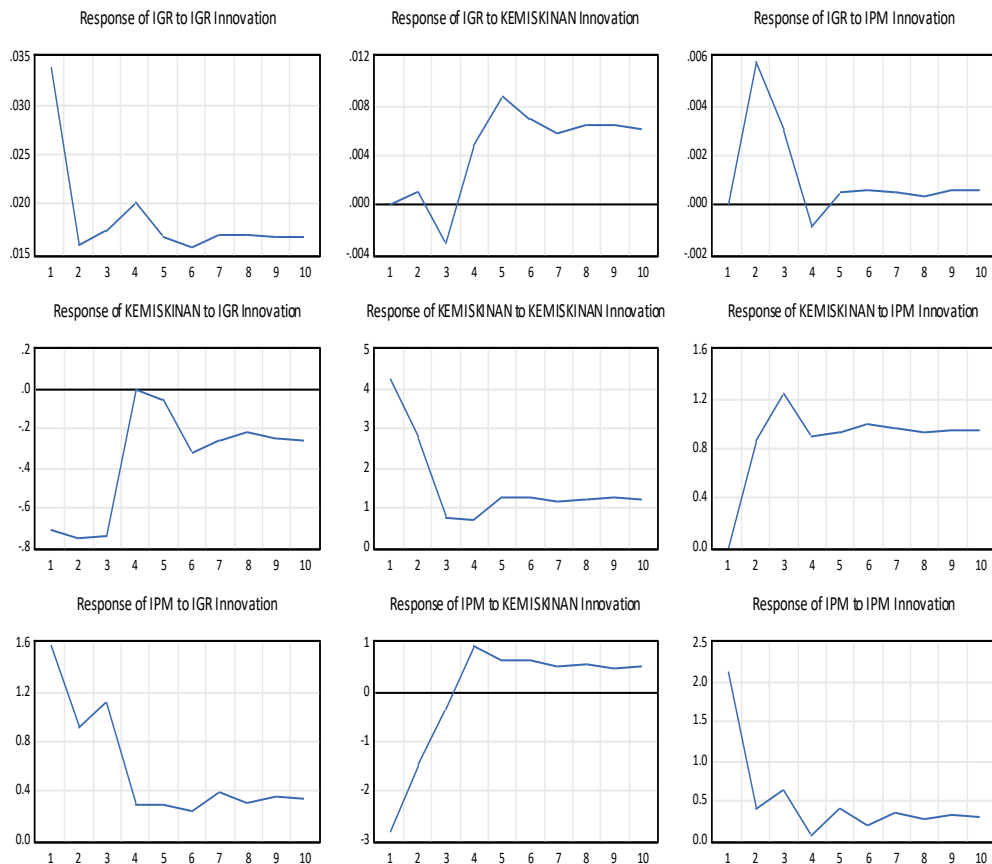 Response of IGR to IGR Innovation
.035
.030
.025
.020
.015
1 2 3 4 5 6 7 8 9 10
Response of IGR to KEMISKINAN Innovation
.012
.008
.004
.000
-.004
1 2 3 4 5 6 7 8 9 10
Response of IGR to IPM Innovation
.006
.004
.002
.000
-.002
1 2 3 4 5 6 7 8 9 10
Response of KEMISKINAN to IGR Innovation
.2
.0
-.2
-.4
-.6
-.8
1 2 3 4 5 6 7 8 9 10
Response of KEMISKINAN to KEMISKINAN Innovation
5
4
3
2
1
0
1 2 3 4 5 6 7 8 9 10
Response of KEMISKINAN to IPM Innovation
1.6
1.2
0.8
0.4
0.0
1 2 3 4 5 6 7 8 9 10
Response of IPM to IGR Innovation
1.6
1.2
0.8
0.4
0.0
1 2 3 4 5 6 7 8 9 10
Response of IPM to KEMISKINAN Innovation
1
0
-1
-2
-3
1 2 3 4 5 6 7 8 9 10
Response of IPM to IPM Innovation
2.5
2.0
1.5
1.0
0.5
0.0
1 2 3 4 5 6 7 8 9 10